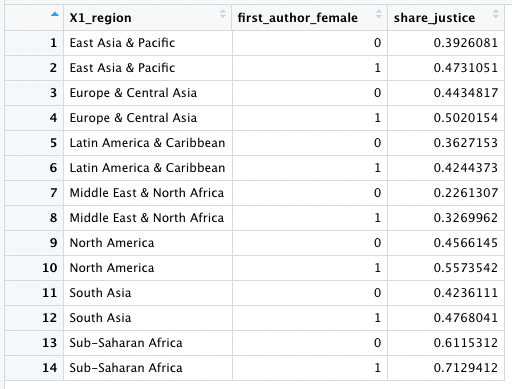 X1_region first_author_female share_justice
1 East Asia & Pacific 0 0.3926081
2 East Asia & Pacific 1 0.4731051
3 Europe & Central Asia 0 0.4434817
4 Europe & Central Asia 1 0.5020154
5 Latin America & Caribbean 0 0.3627153
6 Latin America & Caribbean 1 0.4244373
7 Middle East & North Africa 0 0.2261307
8 Middle East & North Africa 1 0.3269962
9 North America 0 0.4566145
10 North America 1 0.5573542
11 South Asia 0 0.4236111
12 South Asia 1 0.4768041
13 Sub-Saharan Africa 0 0.6115312
14 Sub-Saharan Africa 1 0.7129412